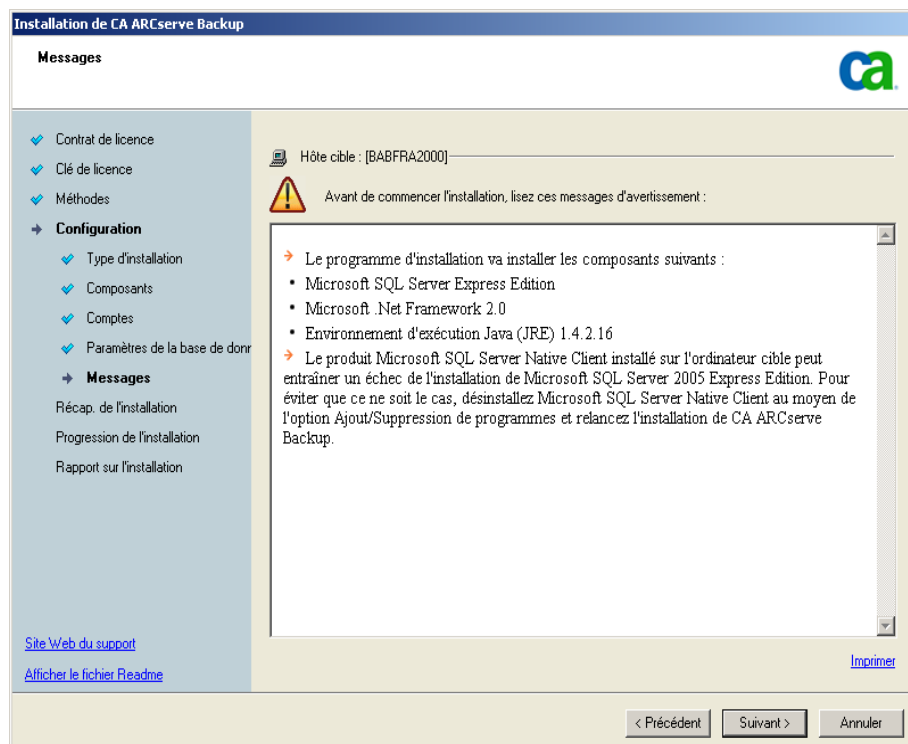 Installation de CA ARCserve Backup
Messages
ca
Contrat de licence
Clé de licence
Méthodes
Configuration
Type d'installation
Composants
Comptes
Paramètres de la base de donr
Messages
Récap. de l'installation
Progression de l'installation
Rapport sur l'installation
Site Web du support
Afficher le fichier Readme
Hôte cible : [BABFRA2000]
Avant de commencer l'installation, lisez ces messages d'avertissement :
Le programme d'installation va installer les composants suivants :
• Microsoft SQL Server Express Edition
• Microsoft .Net Framework 2.0
• Environnement d'exécution Java (JRE) 1.4.2.16
Le produit Microsoft SQL Server Native Client installé sur l'ordinateur cible peut
entraîner un échec de l'installation de Microsoft SQL Server 2005 Express Edition. Pour
éviter que ce ne soit le cas, désinstallez Microsoft SQL Server Native Client au moyen de
l'option Ajout/Suppression de programmes et relancez l'installation de CA ARCserve
Backup.
Imprimer
< Précédent
Suivant >
Annuler